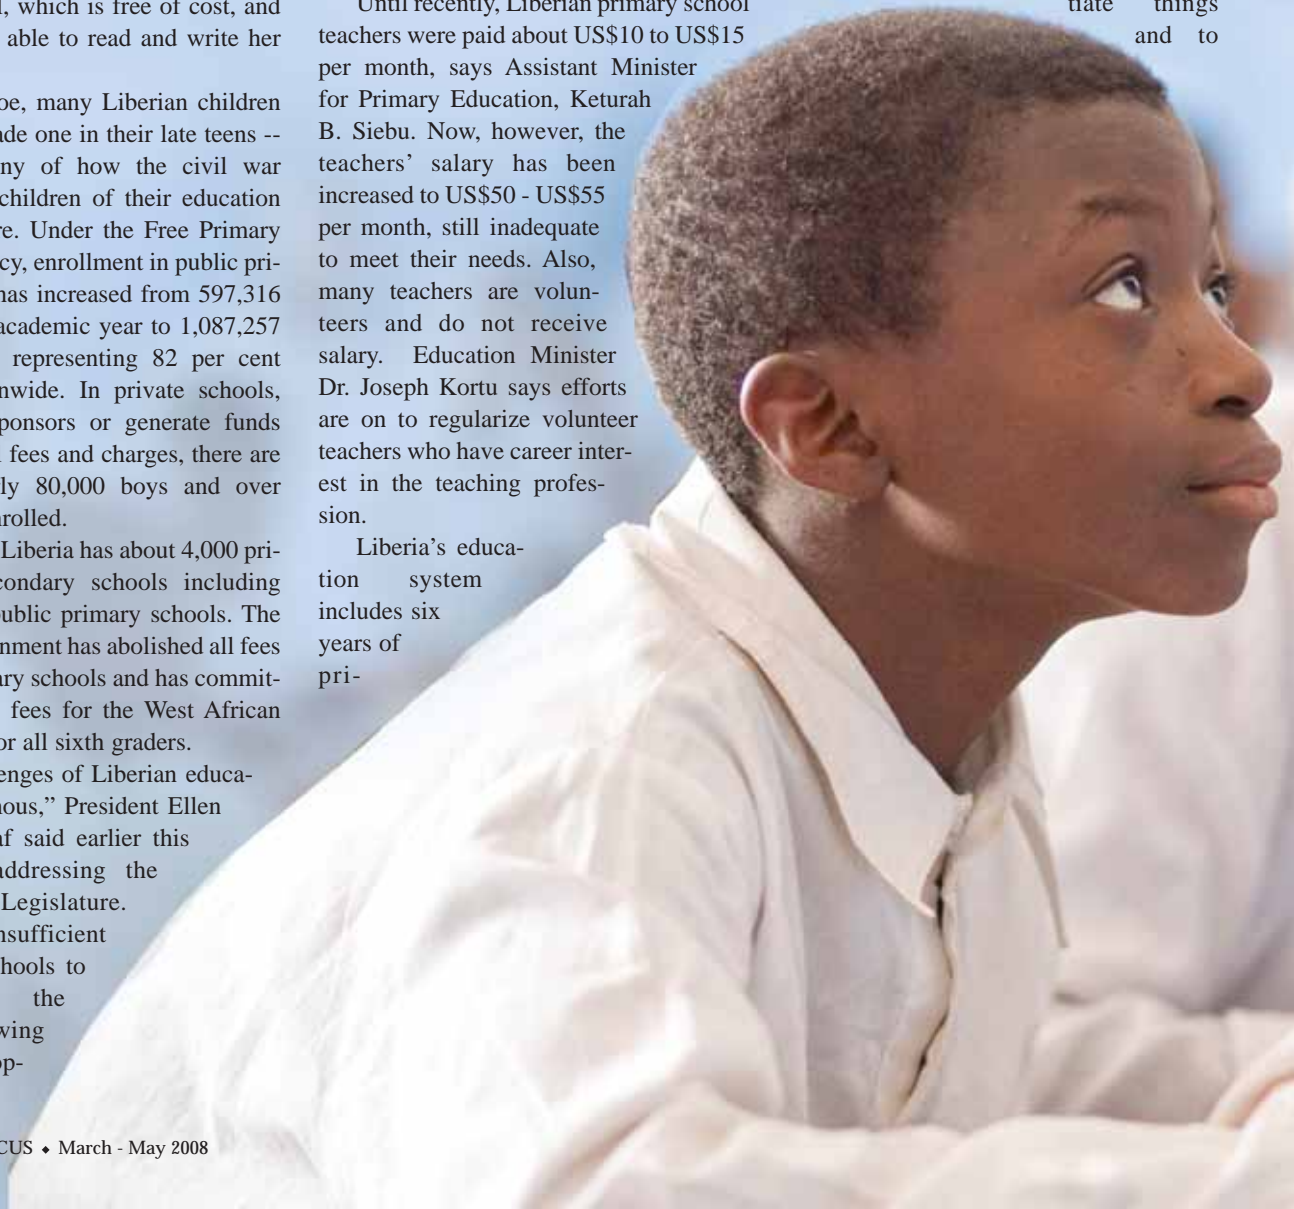 l, which is free of cost, and
able to read and write her
oe, many Liberian children
ade one in their late teens --
ny of how the civil war
children of their education
re. Under the Free Primary
cy, enrollment in public pri-
has increased from 597,316
academic year to 1,087,257
representing 82 per cent
nwide. In private schools,
ponsors or generate funds
l fees and charges, there are
rly 80,000 boys and over
nrolled.
Liberia has about 4,000 pri-
condary schools including
public primary schools. The
nment has abolished all fees
ary schools and has commit-
fees for the West African
or all sixth graders.
enges of Liberian educa-
nous,” President Ellen
af said earlier this
addressing the
Legislature.
nsufficient
hools to
the
wing
op-
Until recently, Liberian primary school
teachers were paid about US$10 to US$15
per month, says Assistant Minister
for Primary Education, Keturah
B. Siebu. Now, however, the
teachers’ salary has been
increased to US$50 - US$55
per month, still inadequate
to meet their needs. Also,
many teachers are volun-
teers and do not receive
salary. Education Minister
Dr. Joseph Kortu says efforts
are on to regularize volunteer
teachers who have career inter-
est in the teaching profes-
sion.
Liberia’s educa-
tion system
includes six
years of
pri-
tiate things
and to
CUS ◆ March - May 2008